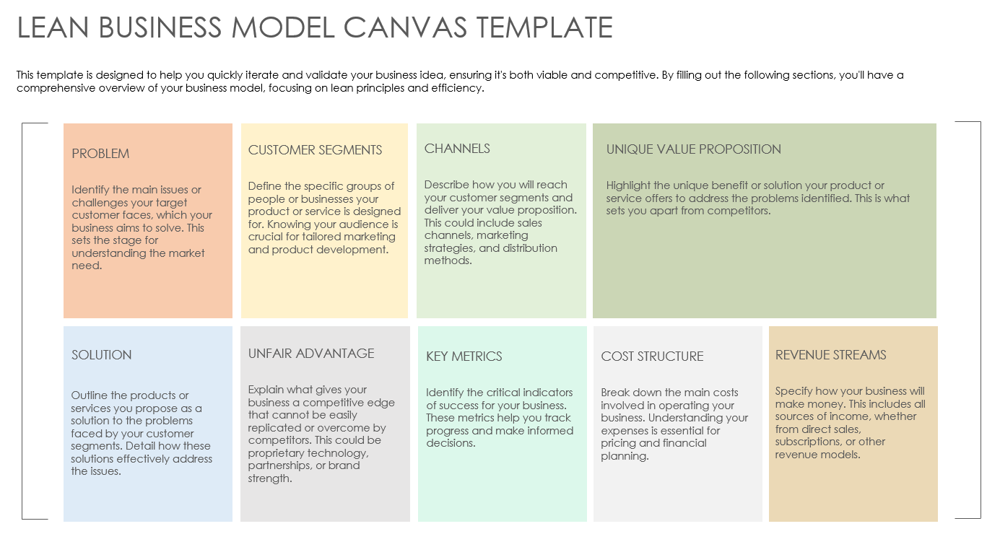 LEAN BUSINESS MODEL CANVAS TEMPLATE
This template is designed to help you quickly iterate and validate your business idea, ensuring it's both viable and competitive. By filling out the following sections, you'll have a
comprehensive overview of your business model, focusing on lean principles and efficiency.
PROBLEM
Identify the main issues or
challenges your target
customer faces, which your
business aims to solve. This
sets the stage for
understanding the market
need.
CUSTOMER SEGMENTS
Define the specific groups of
people or businesses your
product or service is designed
for. Knowing your audience is
crucial for tailored marketing
and product development.
CHANNELS
Describe how you will reach
your customer segments and
deliver your value proposition.
This could include sales
channels, marketing
strategies, and distribution
methods.
UNIQUE VALUE PROPOSITION
Highlight the unique benefit or solution your product or
service offers to address the problems identified. This is what
sets you apart from competitors.
SOLUTION
Outline the products or
services you propose as a
solution to the problems
faced by your customer
segments. Detail how these
solutions effectively address
the issues.
UNFAIR ADVANTAGE
Explain what gives your
business a competitive edge
that cannot be easily
replicated or overcome by
competitors. This could be
proprietary technology,
partnerships, or brand
strength.
KEY METRICS
Identify the critical indicators
of success for your business.
These metrics help you track
progress and make informed
decisions.
COST STRUCTURE
Break down the main costs
involved in operating your
business. Understanding your
expenses is essential for
pricing and financial
planning.
REVENUE STREAMS
Specify how your business will
make money. This includes all
sources of income, whether
from direct sales,
subscriptions, or other
revenue models.